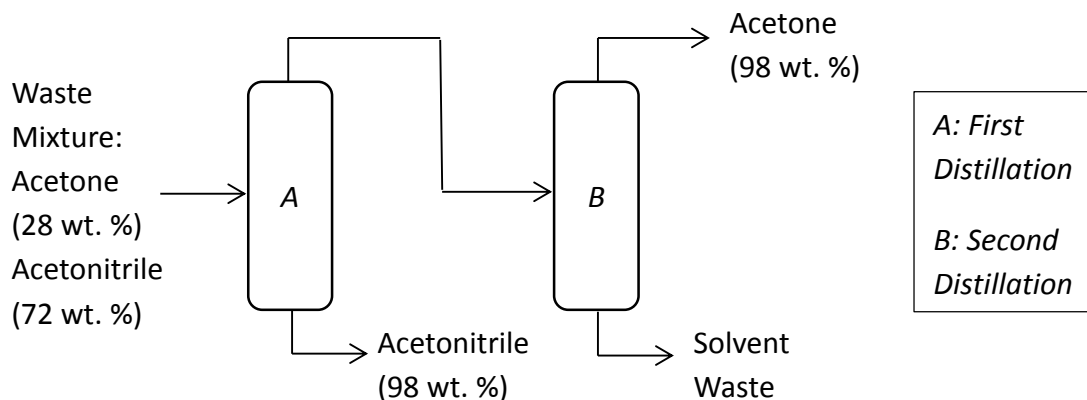 Waste
Mixture:
Acetone
(28 wt. %)
Acetonitrile
(72 wt. %)
A
Acetonitrile
(98 wt. %)
B
Acetone
(98 wt. %)
Solvent
Waste
A: First
Distillation
B: Second
Distillation